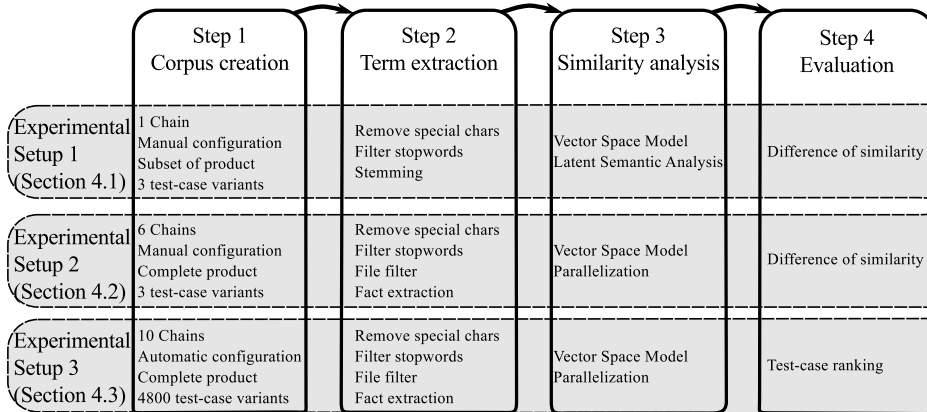 Step 1
Corpus creation
Step 2
Term extraction
Step 3
Similarity analysis
Step 4
Evaluation
Experimental
Setup 1
(Section 4.1)
1 Chain
Manual configuration
Subset of product
3 test-case variants
Remove special chars
Filter stopwords
Stemming
Vector Space Model
Latent Semantic Analysis
Difference of similarity
Experimental
Setup 2
(Section 4.2)
6 Chains
Manual configuration
Complete product
3 test-case variants
Remove special chars
Filter stopwords
File filter
Fact extraction
Vector Space Model
Parallelization
Difference of similarity
Experimental
Setup 3
(Section 4.3)
10 Chains
Automatic configuration
Complete product
4800 test-case variants
Remove special chars
Filter stopwords
File filter
Fact extraction
Vector Space Model
Parallelization
Test-case ranking